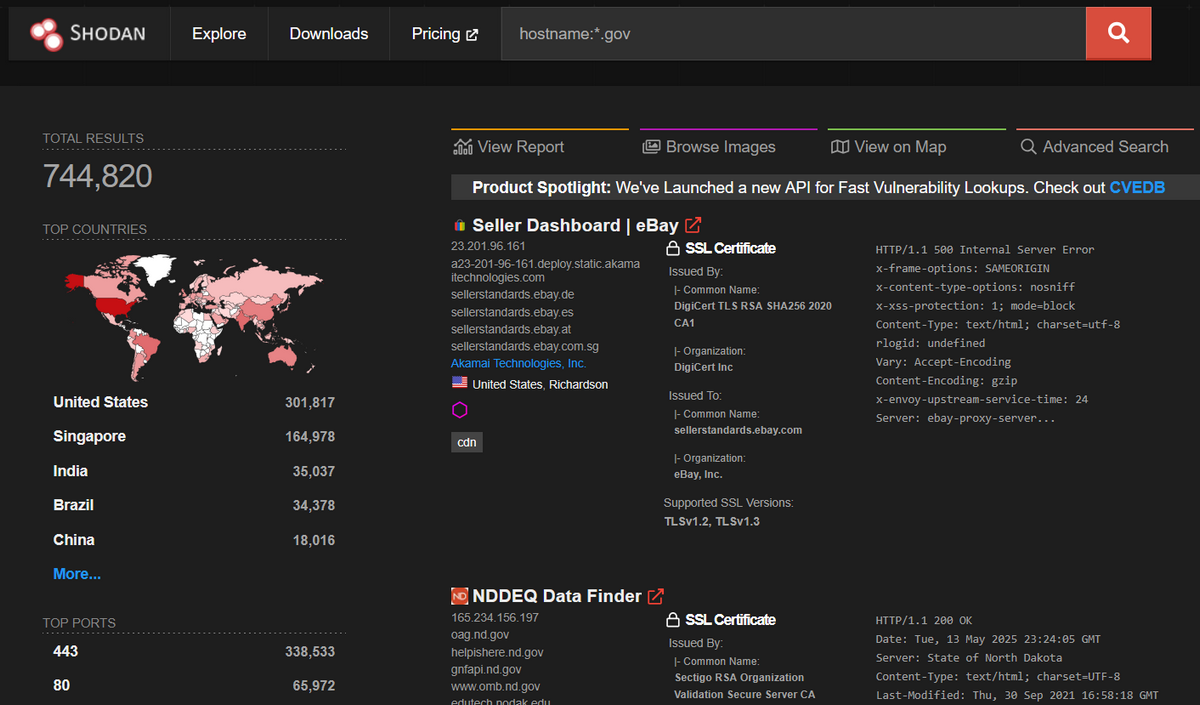 SHODAN
Explore
Downloads
Pricing
hostname:*.gov
TOTAL RESULTS
744,820
TOP COUNTRIES
United States 301,817
Singapore 164,978
India 35,037
Brazil 34,378
China 18,016
More...
TOP PORTS
443 338,533
80 65,972
View Report
Browse Images
View on Map
Advanced Search
Product Spotlight: We've Launched a new API for Fast Vulnerability Lookups. Check out CVEDB
Seller Dashboard | eBay
23.201.96.161
a23-201-96-161.deploy.static.akama
itechnologies.com
sellerstandards.ebay.de
sellerstandards.ebay.es
sellerstandards.ebay.at
sellerstandards.ebay.com.sg
Akamai Technologies, Inc.
United States, Richardson
cdn
SSL Certificate
Issued By:
|- Common Name:
DigiCert TLS RSA SHA256 2020
CA1
|- Organization:
DigiCert Inc
Issued To:
|- Common Name:
sellerstandards.ebay.com
|- Organization:
eBay, Inc.
Supported SSL Versions:
TLSv1.2, TLSv1.3
HTTP/1.1 500 Internal Server Error
x-frame-options: SAMEORIGIN
x-content-type-options: nosniff
x-xss-protection: 1; mode=block
Content-Type: text/html; charset=utf-8
rlogid: undefined
Vary: Accept-Encoding
Content-Encoding: gzip
x-envoy-upstream-service-time: 24
Server: ebay-proxy-server...
ND
NDDEQ Data Finder
165.234.156.197
oag.nd.gov
helpishere.nd.gov
gnfapi.nd.gov
www.omb.nd.gov
edutech.nodak.edu
SSL Certificate
Issued By:
|- Common Name:
Sectigo RSA Organization
Validation Secure Server CA
HTTP/1.1 200 OK
Date: Tue, 13 May 2025 23:24:05 GMT
Server: State of North Dakota
Content-Type: text/html; charset=UTF-8
Last-Modified: Thu, 30 Sep 2021 16:58:18 GMT